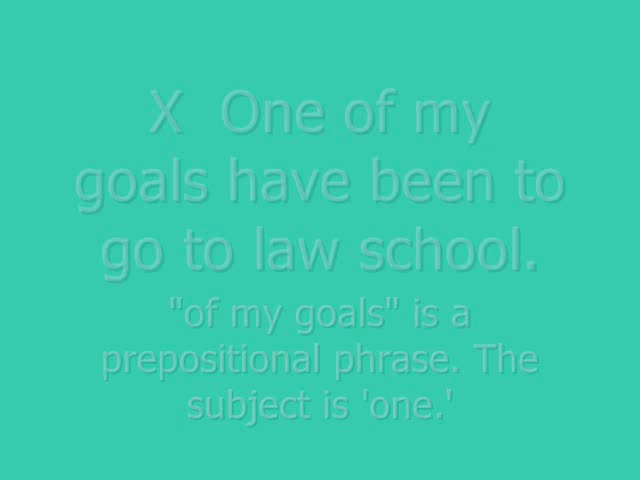 X  One of my
goals have been to
go to law school.
"of my goals" is a
prepositional phrase. The
subject is 'one.'